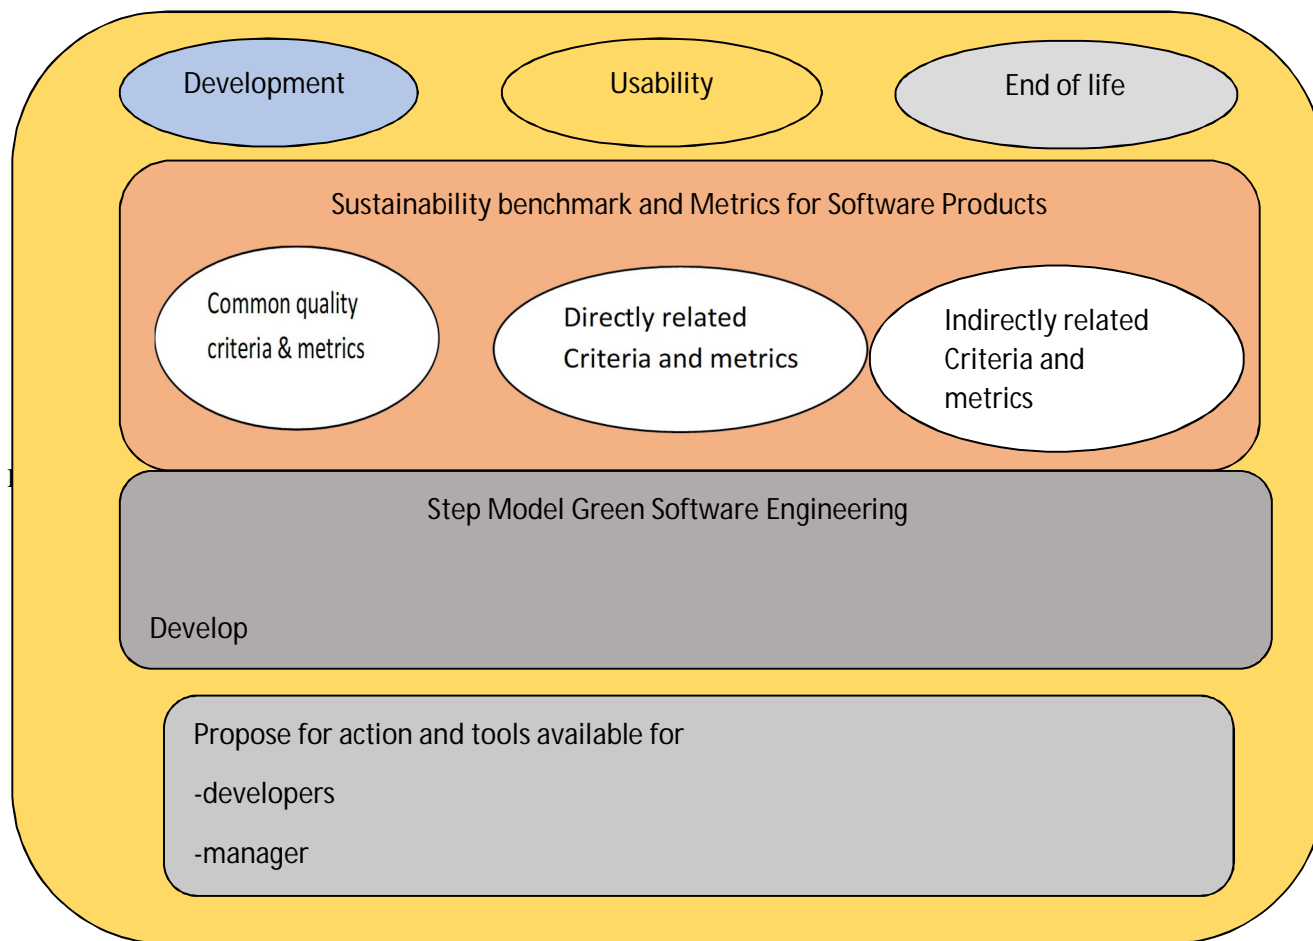 Development
Usability
End of life
Sustainability benchmark and Metrics for Software Products
Common quality
criteria & metrics
Directly related
Criteria and metrics
Indirectly related
Criteria and
metrics
Step Model Green Software Engineering
Develop
Propose for action and tools available for
-developers
-manager